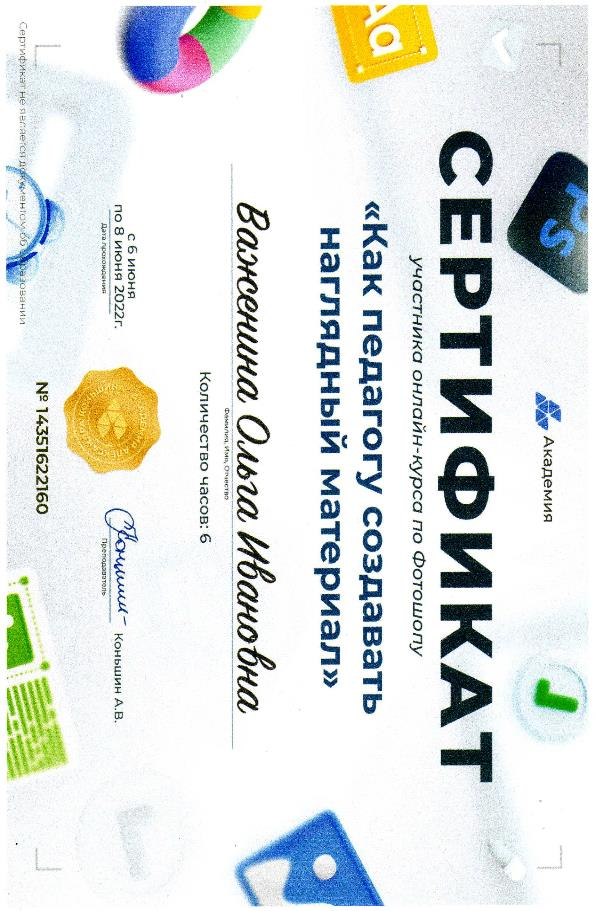 Академия
СЕРТИФИКАТ
участника онлайн-курса по Фотошопу
«Как педагогу создавать
наглядный материал»
Важенина Ольга Ивановна
Фамилия, Имя, Отчество
Количество часов: 6
с 6 июня
по 8 июня 2022г.
Дата прохождения
Коньшин А.В.
Преподаватель
№ 14351622160
Сертификат не является документом об образовании
Aa
Ps